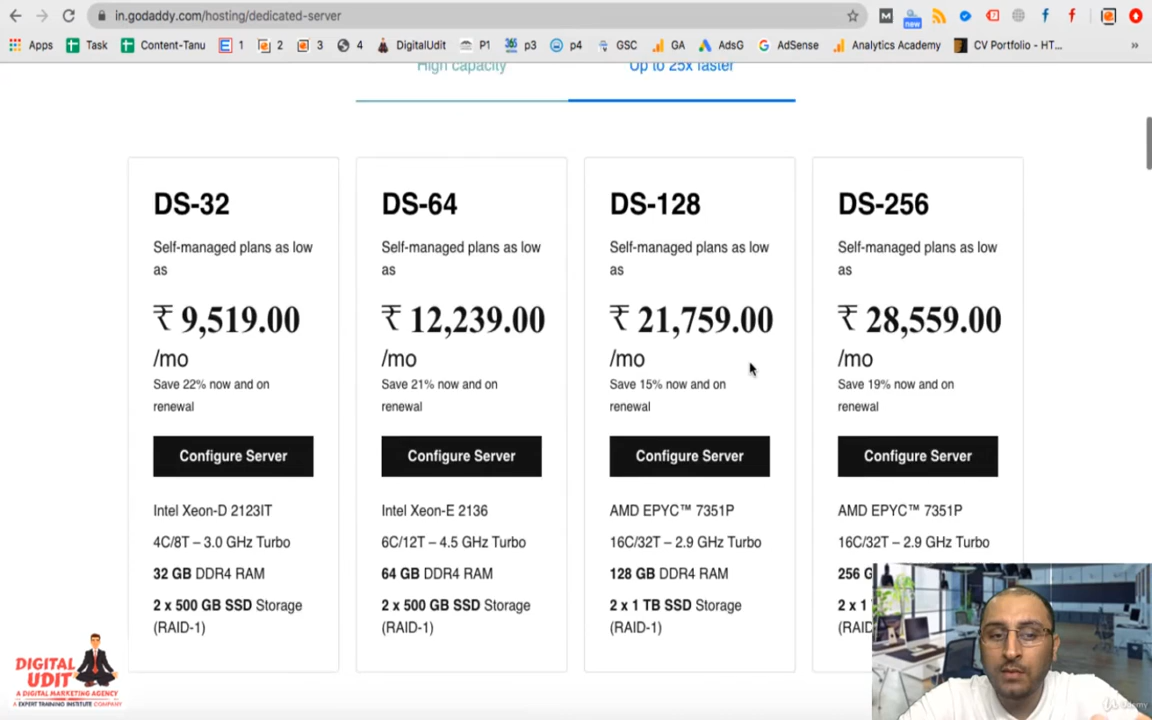 in.godaddy.com/hosting/dedicated-server
Apps Task Content-Tanu 1 2 3 4 DigitalUdit P1 p3 p4 GSC GA AdsG AdSense Analytics Academy CV Portfolio - HT... »
High capacity
Up to 25x faster
DS-32
Self-managed plans as low
as
₹ 9,519.00
/mo
Save 22% now and on
renewal
Configure Server
Intel Xeon-D 2123IT
4C/8T – 3.0 GHz Turbo
32 GB DDR4 RAM
2 x 500 GB SSD Storage
(RAID-1)
DS-64
Self-managed plans as low
as
₹ 12,239.00
/mo
Save 21% now and on
renewal
Configure Server
Intel Xeon-E 2136
6C/12T – 4.5 GHz Turbo
64 GB DDR4 RAM
2 x 500 GB SSD Storage
(RAID-1)
DS-128
Self-managed plans as low
as
₹ 21,759.00
/mo
Save 15% now and on
renewal
Configure Server
AMD EPYC™ 7351P
16C/32T – 2.9 GHz Turbo
128 GB DDR4 RAM
2 x 1 TB SSD Storage
(RAID-1)
DS-256
Self-managed plans as low
as
₹ 28,559.00
/mo
Save 19% now and on
renewal
Configure Server
AMD EPYC™ 7351P
16C/32T – 2.9 GHz Turbo
256 G
2 x 1
(RAID
DIGITAL
UDIT
A DIGITAL MARKETING AGENCY
A EXPERT TRAINING INSTITUTE COMPANY
Udemy